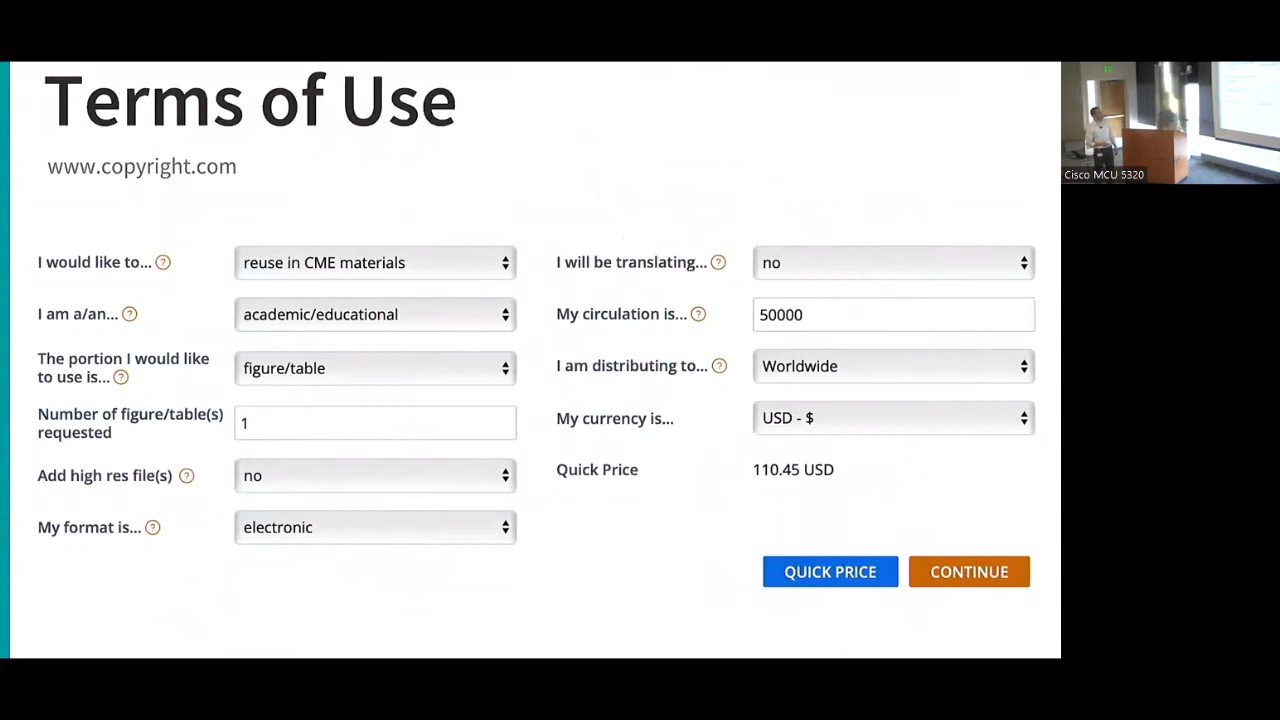 Terms of Use
www.copyright.com
I would like to... ? reuse in CME materials
I am a/an... ? academic/educational
The portion I would like
to use is... ? figure/table
Number of figure/table(s)
requested 1
Add high res file(s) ? no
My format is... ? electronic
I will be translating... ? no
My circulation is... ? 50000
I am distributing to... ? Worldwide
My currency is... USD - $
Quick Price 110.45 USD
QUICK PRICE CONTINUE
Cisco MCU 5320